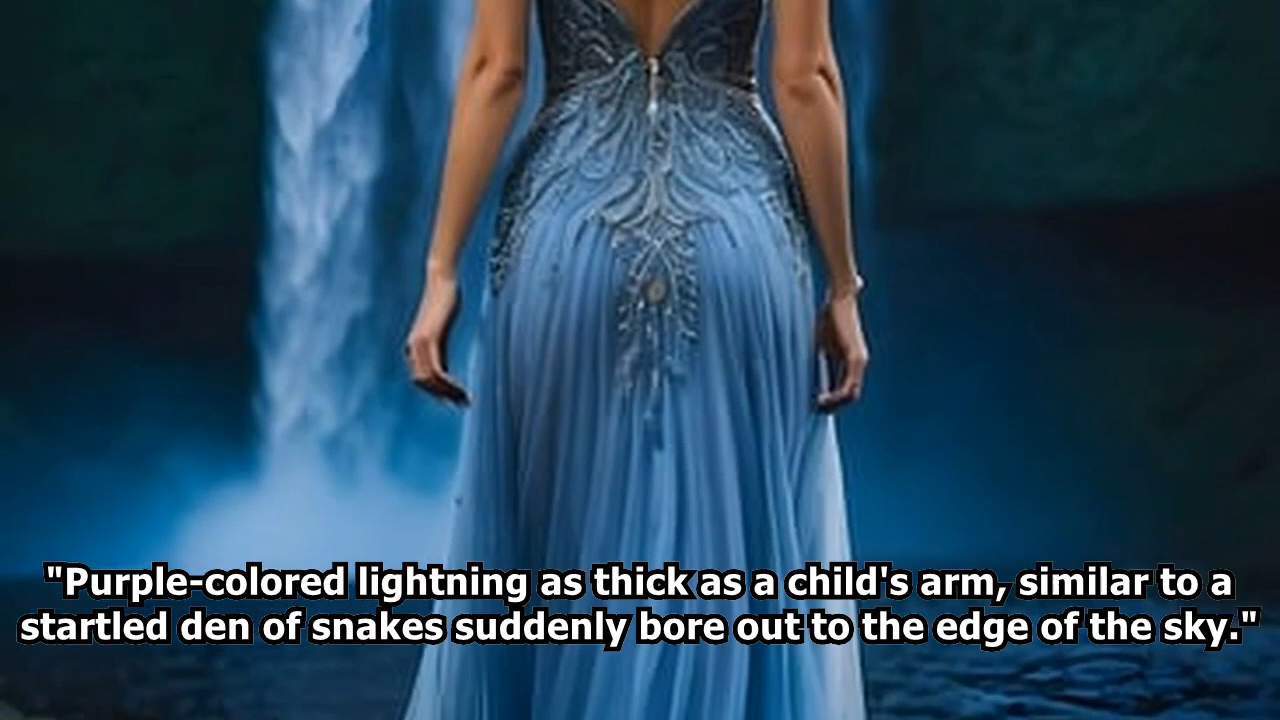 "Purple-colored lightning as thick as a child's arm, similar to a
startled den of snakes suddenly bore out to the edge of the sky."